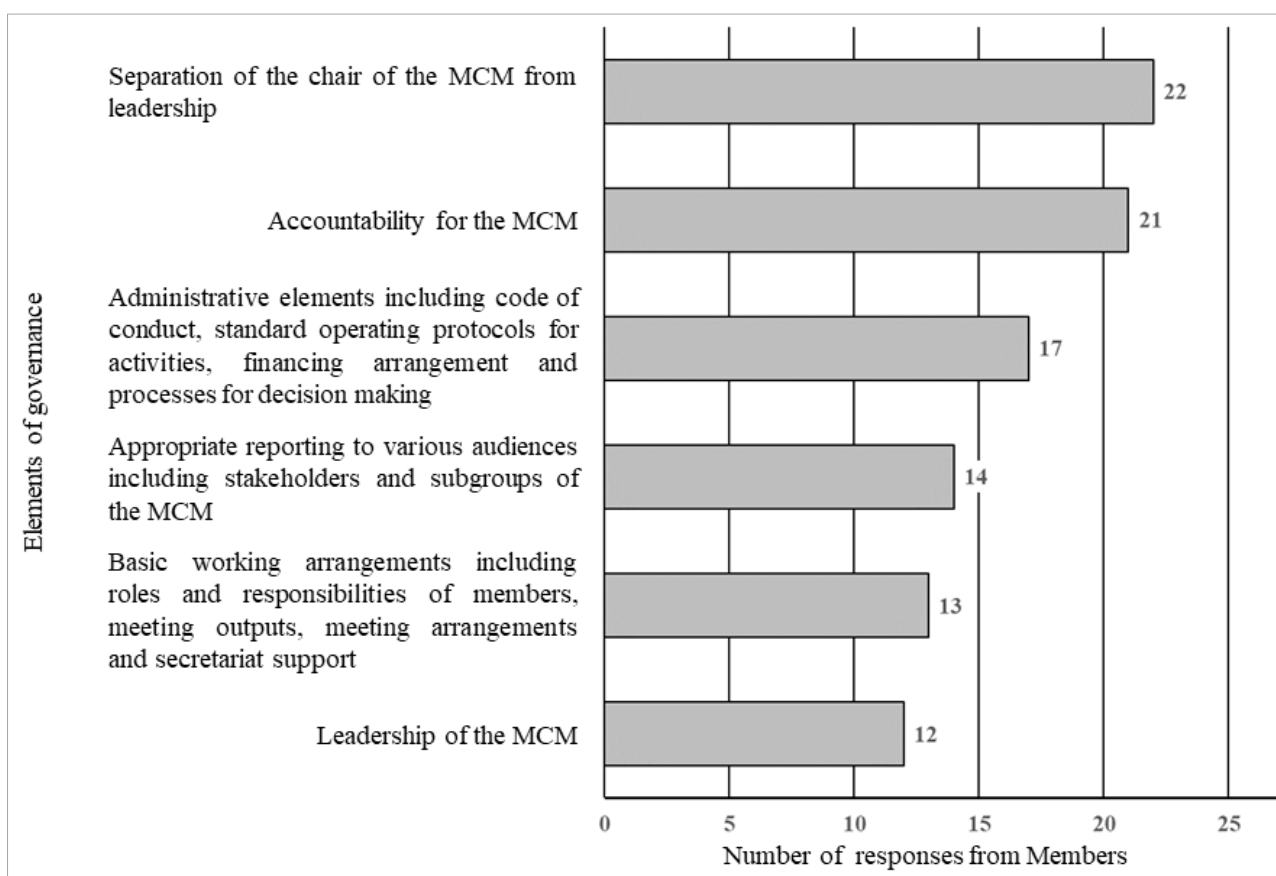 Separation of the chair of the MCM from
leadership
22
Accountability for the MCM
21
Administrative elements including code of
conduct, standard operating protocols for
activities, financing arrangement and
processes for decision making
17
Appropriate reporting to various audiences
including stakeholders and subgroups of
the MCM
14
Basic working arrangements including
roles and responsibilities of members,
meeting outputs, meeting arrangements
and secretariat support
13
Leadership of the MCM
12
Elements of governance
0 5 10 15 20 25
Number of responses from Members